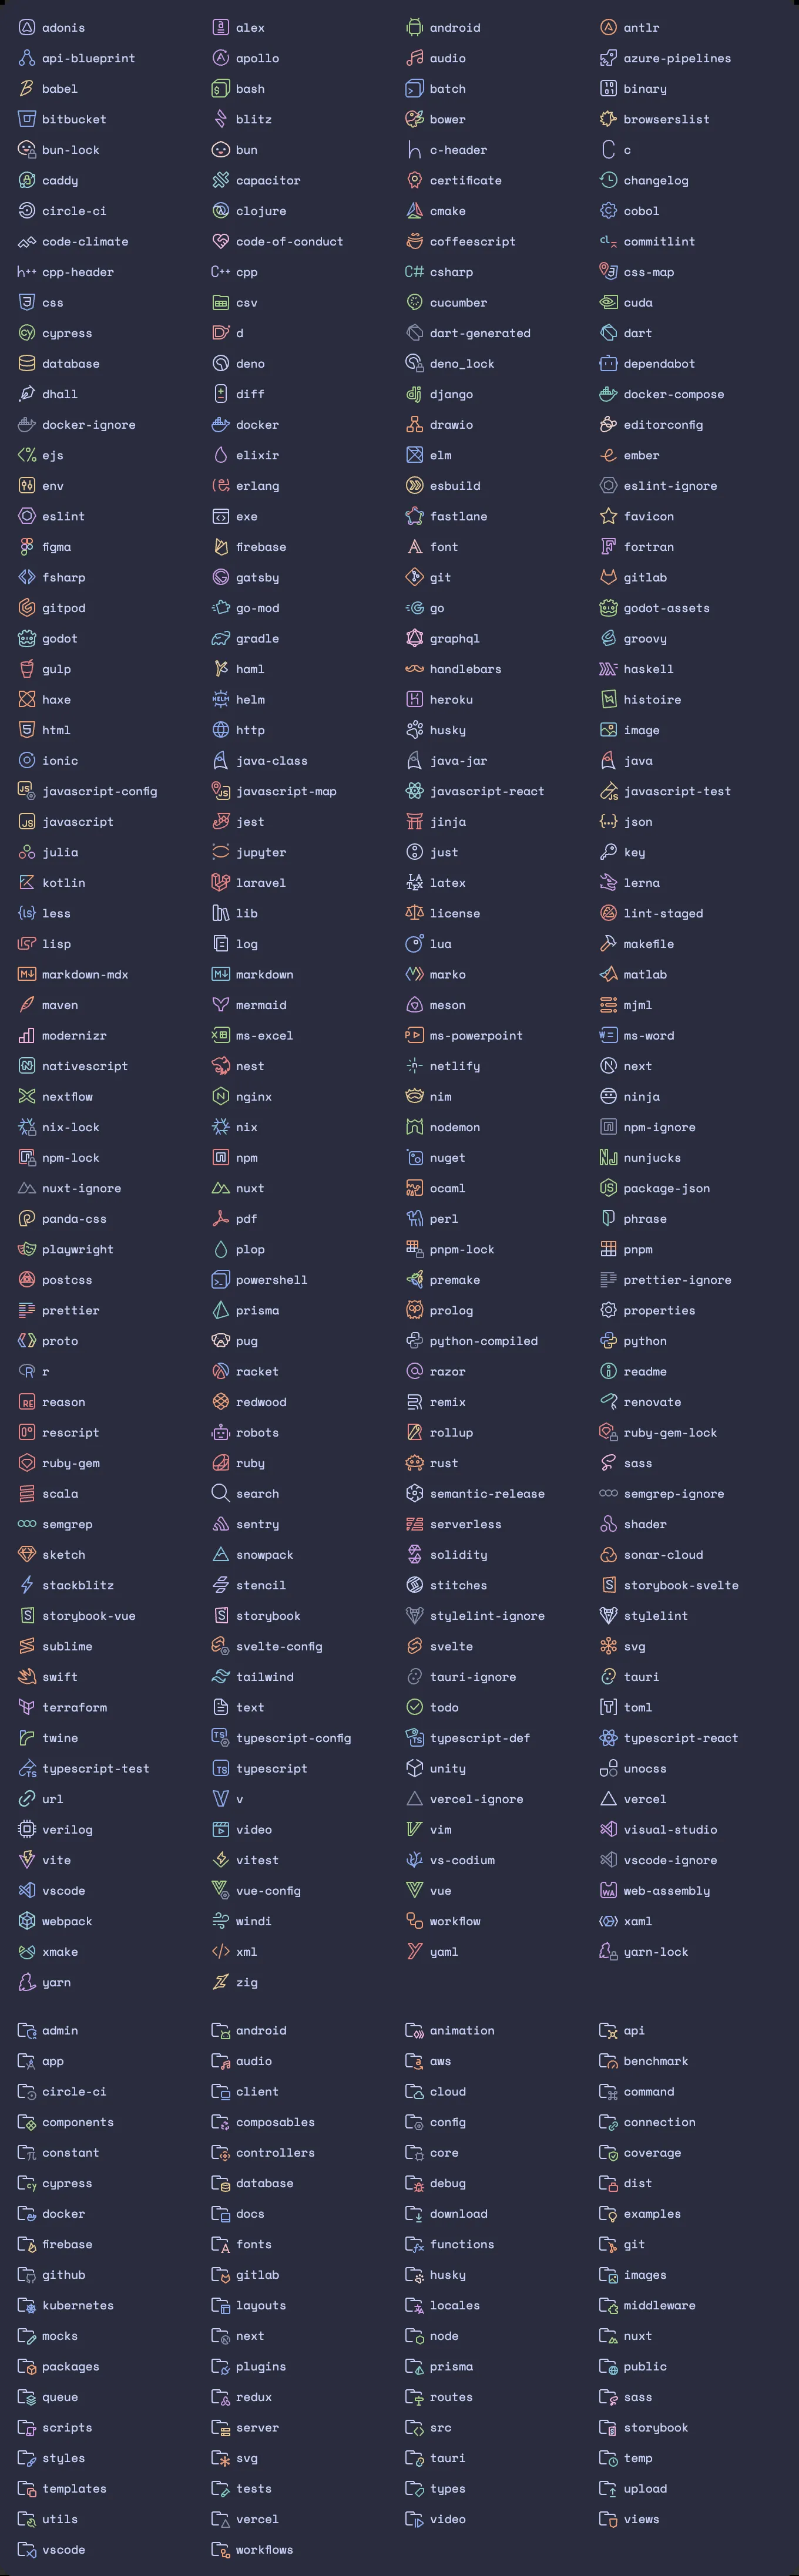 adonis alex android antlr
api-blueprint apollo audio azure-pipelines
babel bash batch binary
bitbucket blitz bower browserslist
bun-lock bun c-header c
caddy capacitor certificate changelog
circle-ci clojure cmake cobol
code-climate code-of-conduct coffeescript commitlint
cpp-header cpp csharp css-map
css csv cucumber cuda
cypress d dart-generated dart
database deno deno_lock dependabot
dhall diff django docker-compose
docker-ignore docker drawio editorconfig
ejs elixir elm ember
env erlang esbuild eslint-ignore
eslint exe fastlane favicon
figma firebase font fortran
fsharp gatsby git gitlab
gitpod go-mod go godot-assets
godot gradle graphql groovy
gulp haml handlebars haskell
haxe helm heroku histoire
html http husky image
ionic java-class java-jar java
javascript-config javascript-map javascript-react javascript-test
javascript jest jinja json
julia jupyter just key
kotlin laravel latex lerna
less lib license lint-staged
lisp log lua makefile
markdown-mdx markdown marko matlab
maven mermaid meson mjml
modernizr ms-excel ms-powerpoint ms-word
nativescript nest netlify next
nextflow nginx nim ninja
nix-lock nix nodemon npm-ignore
npm-lock npm nuget nunjucks
nuxt-ignore nuxt ocaml package-json
panda-css pdf perl phrase
playwright plop pnpm-lock pnpm
postcss powershell premake prettier-ignore
prettier prisma prolog properties
proto pug python-compiled python
r racket razor readme
reason redwood remix renovate
rescript robots rollup ruby-gem-lock
ruby-gem ruby rust sass
scala search semantic-release semgrep-ignore
semgrep sentry serverless shader
sketch snowpack solidity sonar-cloud
stackblitz stencil stitches storybook-svelte
storybook-vue storybook stylelint-ignore stylelint
sublime svelte-config svelte svg
swift tailwind tauri-ignore tauri
terraform text todo toml
twine typescript-config typescript-def typescript-react
typescript-test typescript unity unocss
url v vercel-ignore vercel
verilog video vim visual-studio
vite vitest vs-codium vscode-ignore
vscode vue-config vue web-assembly
webpack windi workflow xaml
xmake xml yaml yarn-lock
yarn zig
admin android animation api
app audio aws benchmark
circle-ci client cloud command
components composables config connection
constant controllers core coverage
cypress database debug dist
docker docs download examples
firebase fonts functions git
github gitlab husky images
kubernetes layouts locales middleware
mocks next node nuxt
packages plugins prisma public
queue redux routes sass
scripts server src storybook
styles svg tauri temp
templates tests types upload
utils vercel video views
vscode workflows